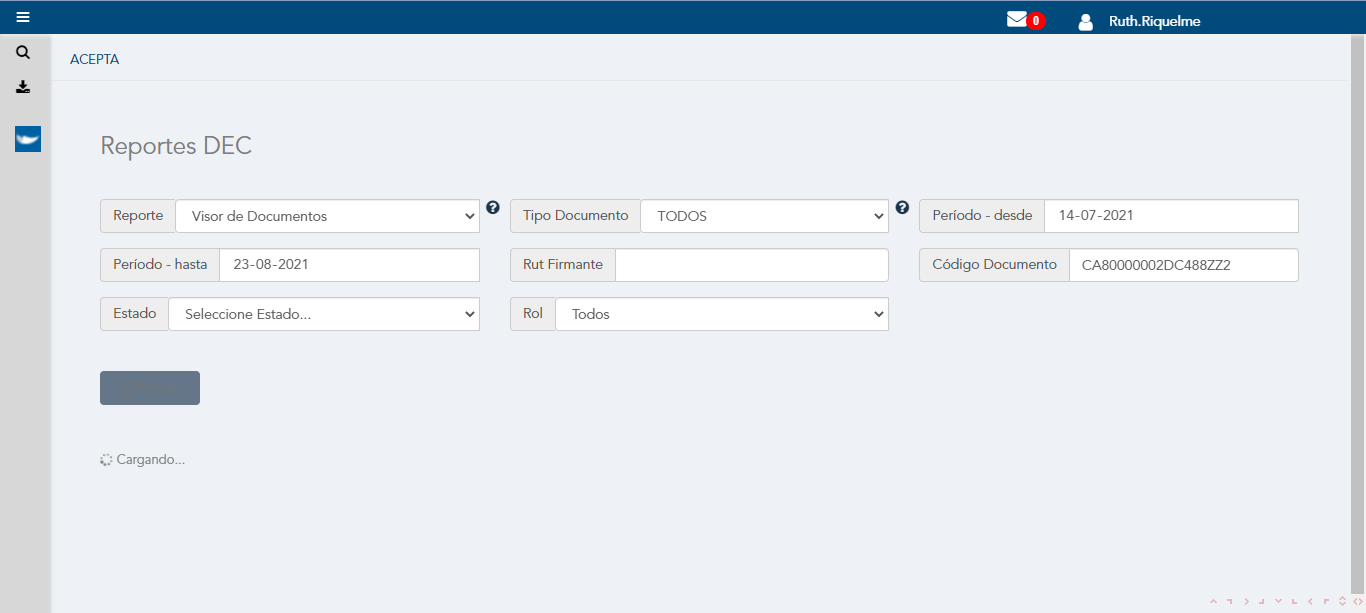 0 Ruth.Riquelme
ACEPTA
Reportes DEC
Reporte Visor de Documentos ? Tipo Documento TODOS ? Período - desde 14-07-2021
Período - hasta 23-08-2021 Rut Firmante Código Documento CA80000002DC488ZZ2
Estado Seleccione Estado... Rol Todos
Cargando...